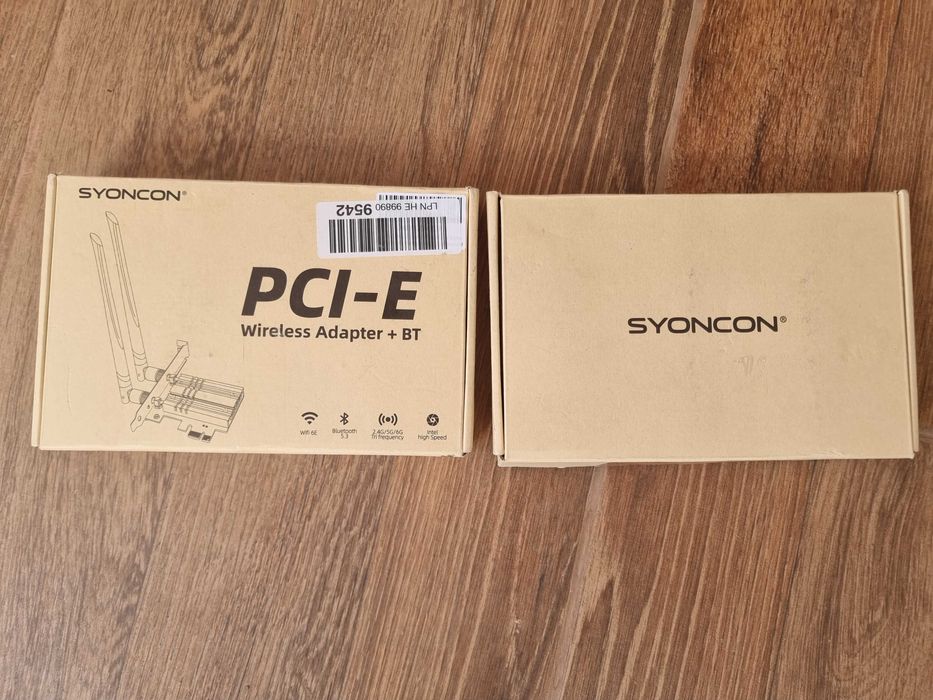 SYONCON®
LPN HE 99890
9542
PCI-E
Wireless Adapter + BT
Wifi 6E
Bluetooth
5.3
2.4G/5G/6G
Tri frequency
Intel
high Speed
SYONCON®